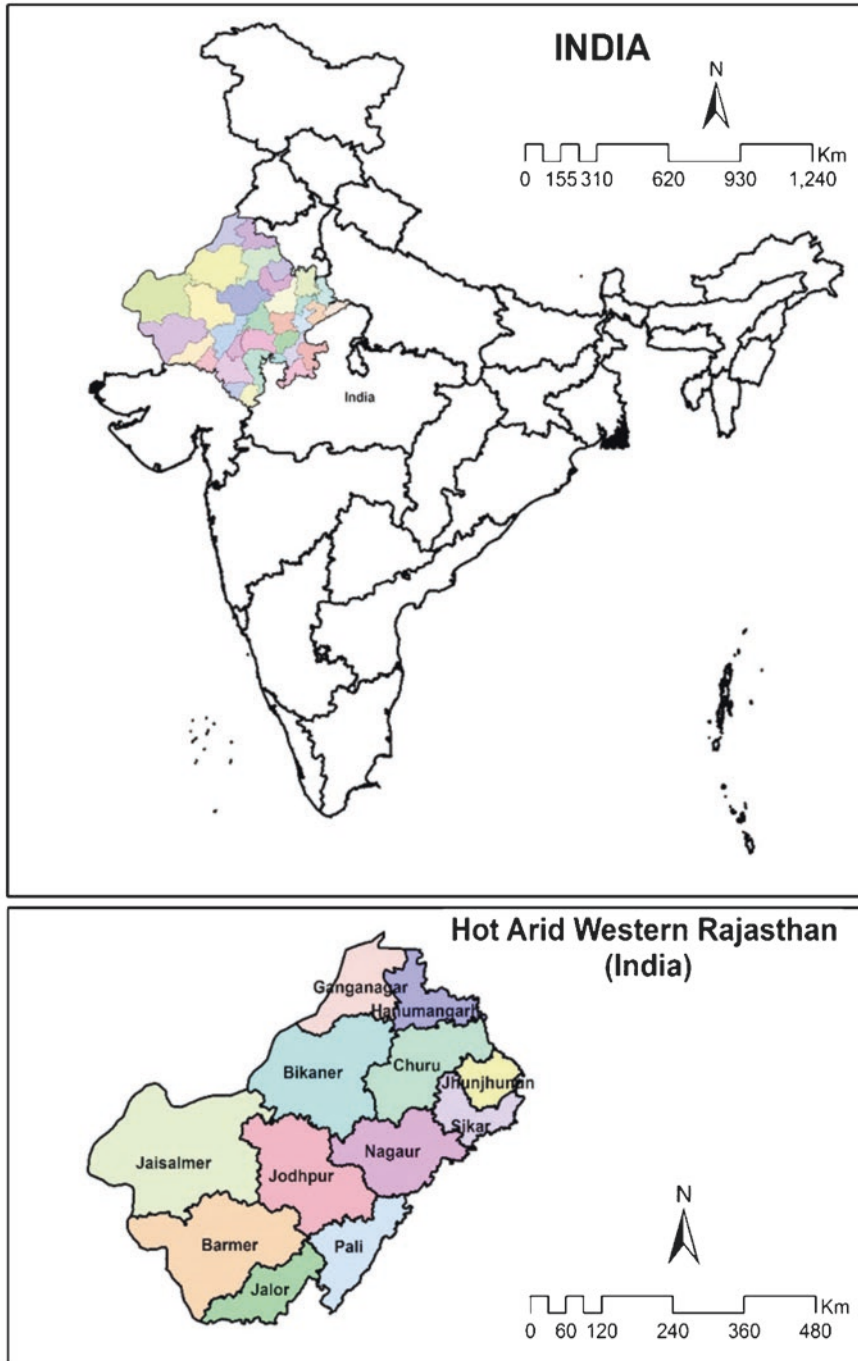 INDIA
N
Km
0 155 310 620 930 1,240
India
Hot Arid Western Rajasthan
(India)
Ganganagar
Hanumangarh
Bikaner
Churu
Jhunjhunun
Sikar
Nagaur
Jaisalmer
Jodhpur
Barmer
Pali
Jalor
N
Km
0 60 120 240 360 480